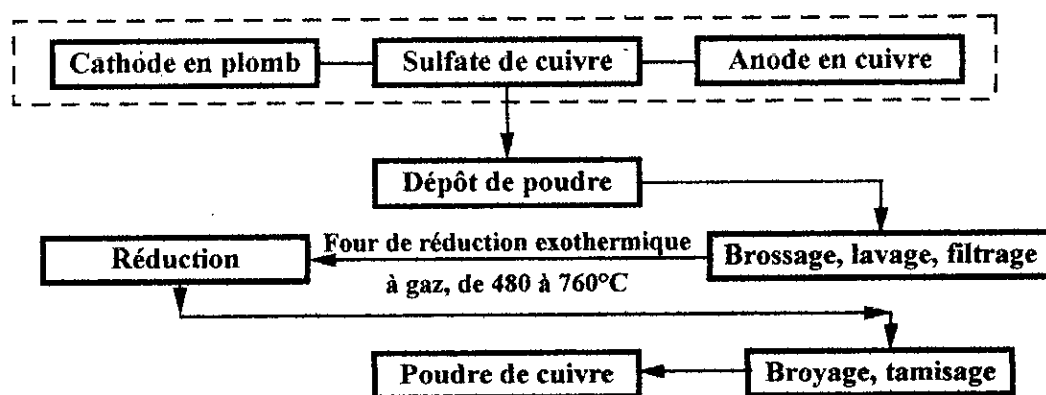 Cathode en plomb
Sulfate de cuivre
Anode en cuivre
Dépôt de poudre
Four de réduction exothermique
Réduction
Brossage, lavage, filtrage
à gaz, de 480 à 760°C
Poudre de cuivre
Broyage, tamisage